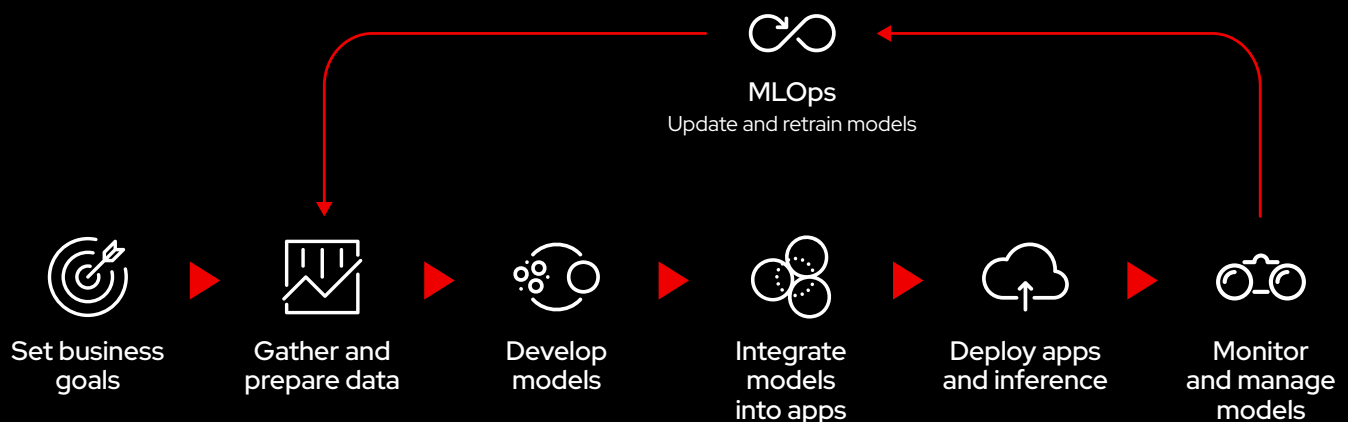 MLOps
Update and retrain models
Set business
goals
Gather and
prepare data
Develop
models
Integrate
models
into apps
Deploy apps
and inference
Monitor
and manage
models